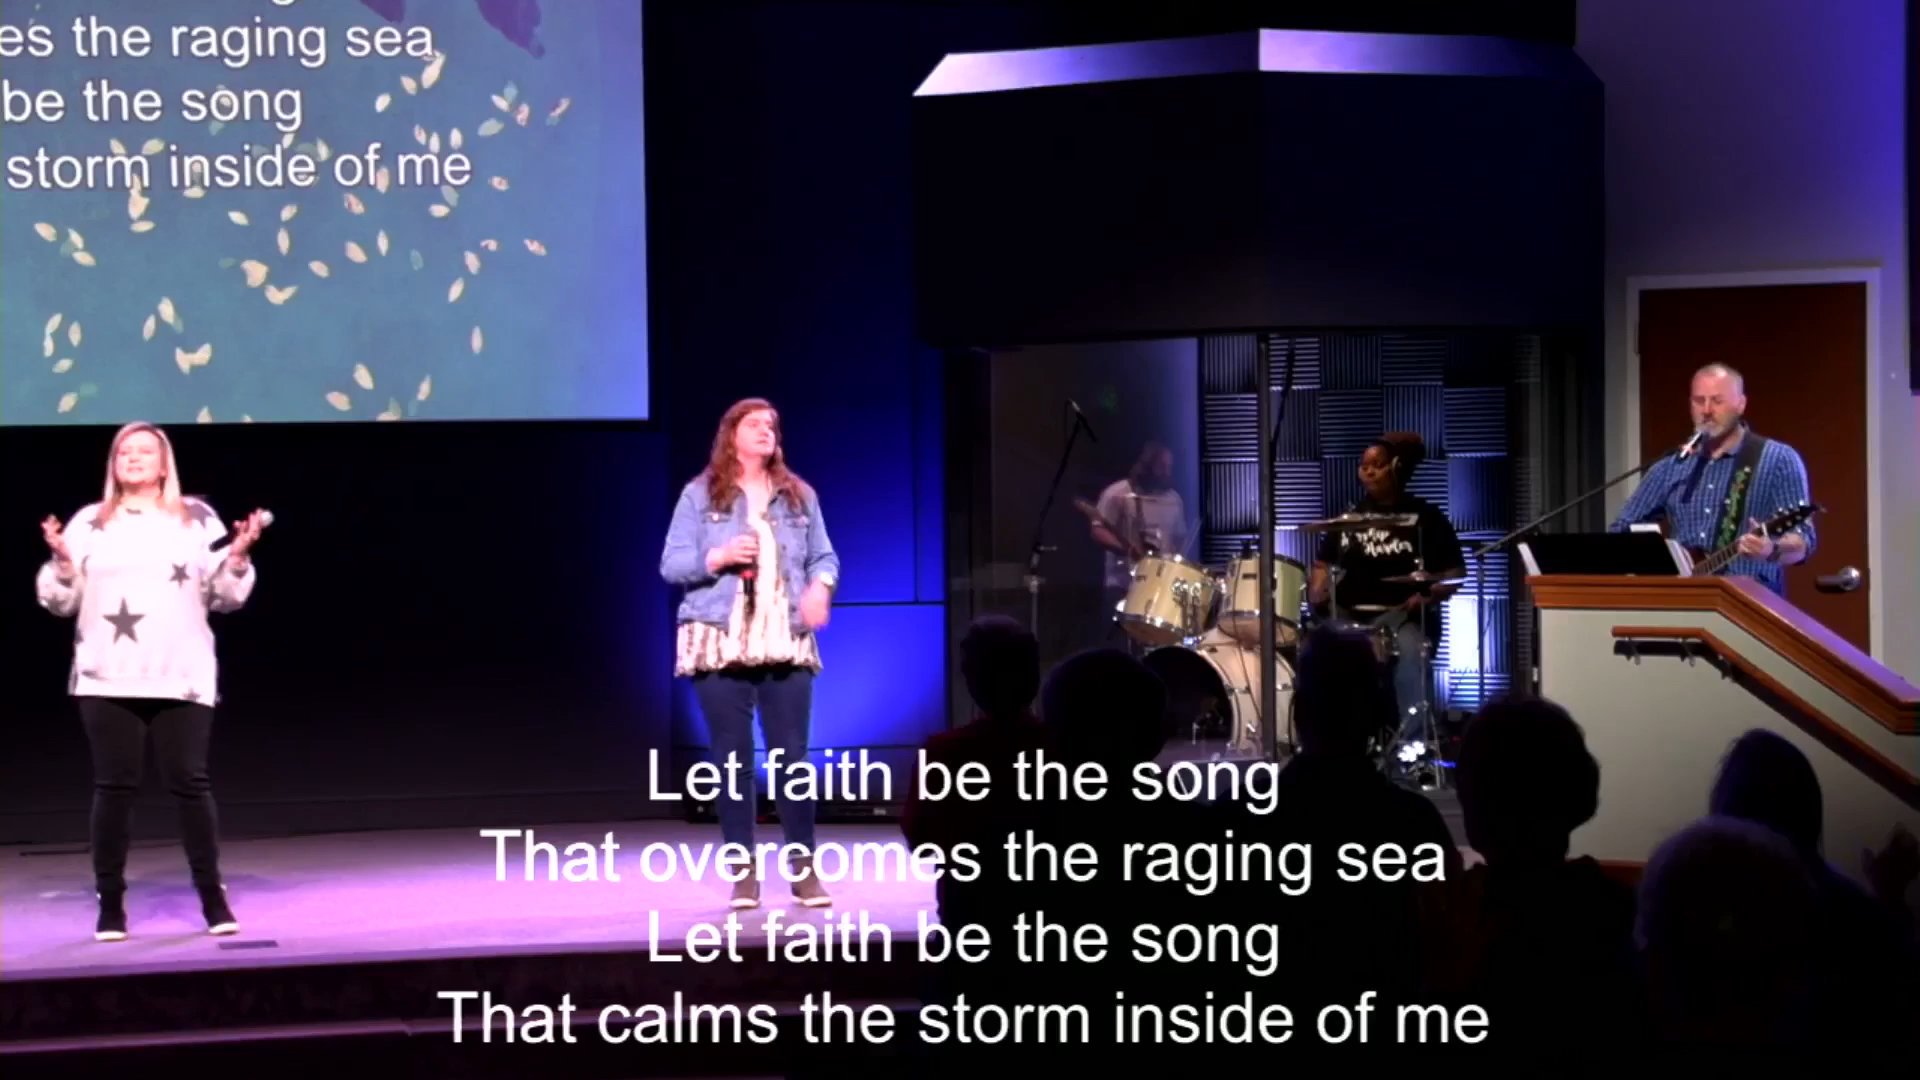 es the raging sea
be the song
storm inside of me
Let faith be the song
That overcomes the raging sea
Let faith be the song
That calms the storm inside of me